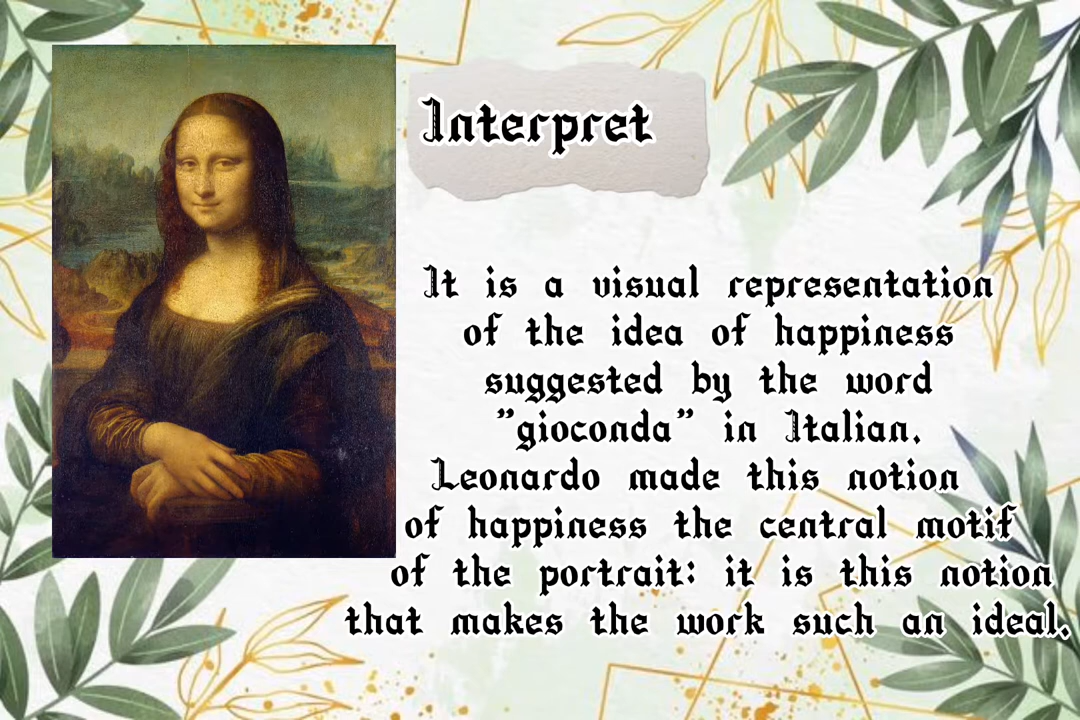 Interpret
It is a visual representation
of the idea of happiness
suggested by the word
"gioconda" in Italian.
Leonardo made this notion
of happiness the central motif
of the portrait: it is this notion
that makes the work such an ideal.